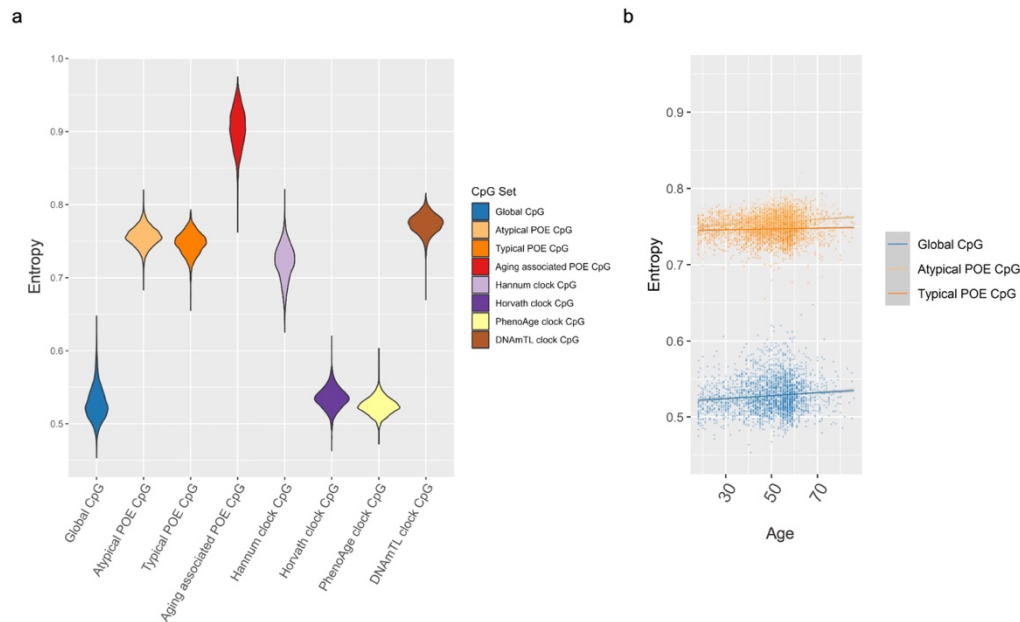 a
Entropy
1.0
0.9
0.8
0.7
0.6
0.5
Global CpG
Atypical POE CpG
Typical POE CpG
Aging associated POE CpG
Hannum clock CpG
Horvath clock CpG
PhenoAge clock CpG
DNAmTL clock CpG
CpG Set
Global CpG
Atypical POE CpG
Typical POE CpG
Aging associated POE CpG
Hannum clock CpG
Horvath clock CpG
PhenoAge clock CpG
DNAmTL clock CpG
b
Entropy
0.9
0.8
0.7
0.6
0.5
30
50
70
Age
Global CpG
Atypical POE CpG
Typical POE CpG